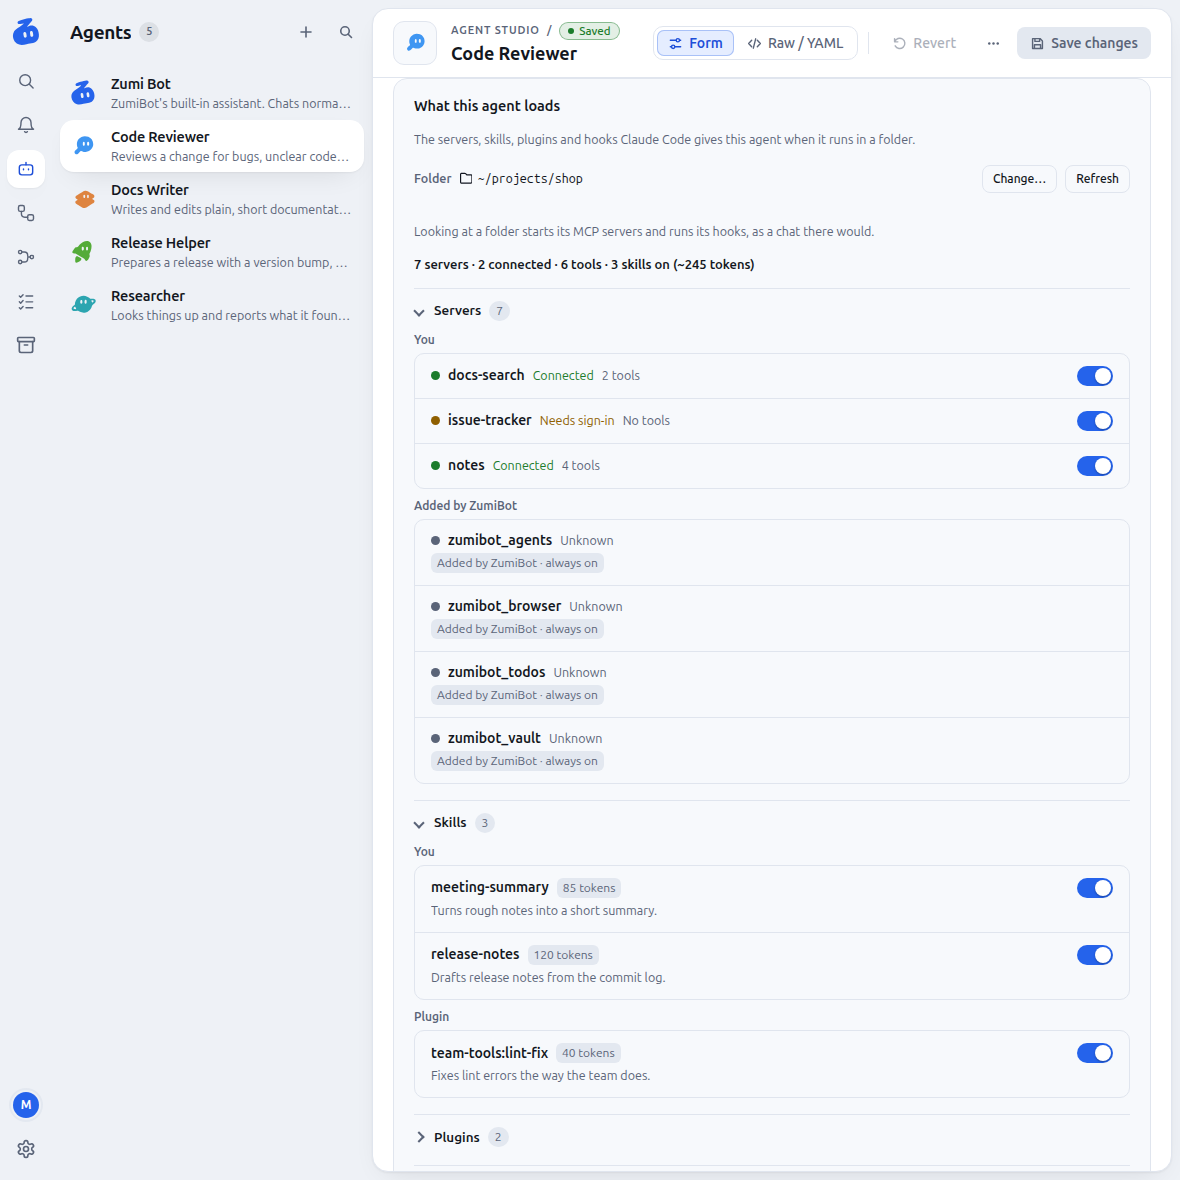 Agents 5
Zumi Bot
ZumiBot's built-in assistant. Chats norma…
Code Reviewer
Reviews a change for bugs, unclear code…
Docs Writer
Writes and edits plain, short documentat…
Release Helper
Prepares a release with a version bump, …
Researcher
Looks things up and reports what it foun…
M
AGENT STUDIO / Saved
Code Reviewer
Form
Raw / YAML
Revert
Save changes
What this agent loads
The servers, skills, plugins and hooks Claude Code gives this agent when it runs in a folder.
Folder ~/projects/shop
Change…
Refresh
Looking at a folder starts its MCP servers and runs its hooks, as a chat there would.
7 servers · 2 connected · 6 tools · 3 skills on (~245 tokens)
Servers 7
You
docs-search Connected 2 tools
issue-tracker Needs sign-in No tools
notes Connected 4 tools
Added by ZumiBot
zumibot_agents Unknown
Added by ZumiBot · always on
zumibot_browser Unknown
Added by ZumiBot · always on
zumibot_todos Unknown
Added by ZumiBot · always on
zumibot_vault Unknown
Added by ZumiBot · always on
Skills 3
You
meeting-summary 85 tokens
Turns rough notes into a short summary.
release-notes 120 tokens
Drafts release notes from the commit log.
Plugin
team-tools:lint-fix 40 tokens
Fixes lint errors the way the team does.
Plugins 2